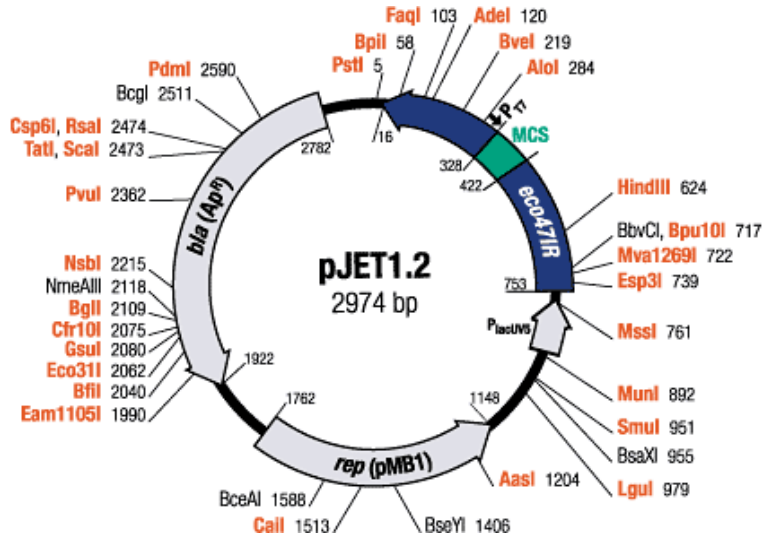 FaqI 103
AdeI 120
BpiI 58
BveI 219
PstI 5
AloI 284
PdmI 2590
BcgI 2511
P T7
MCS
Csp6I, RsaI 2474
TatI, ScaI 2473
2782
16
328
422
PvuI 2362
bla (ApR)
eco47IR
HindIII 624
BbvCI, Bpu10I 717
Mva1269I 722
Esp3I 739
pJET1.2
2974 bp
753
NsbI 2215
NmeAIII 2118
BglI 2109
Cfr10I 2075
GsuI 2080
Eco31I 2062
BfiI 2040
Eam1105I 1990
PlacUV5
MssI 761
1922
1762
1148
MunI 892
SmuI 951
BsaXI 955
LguI 979
rep (pMB1)
AasI 1204
BceAI 1588
CaiI 1513
BseYI 1406